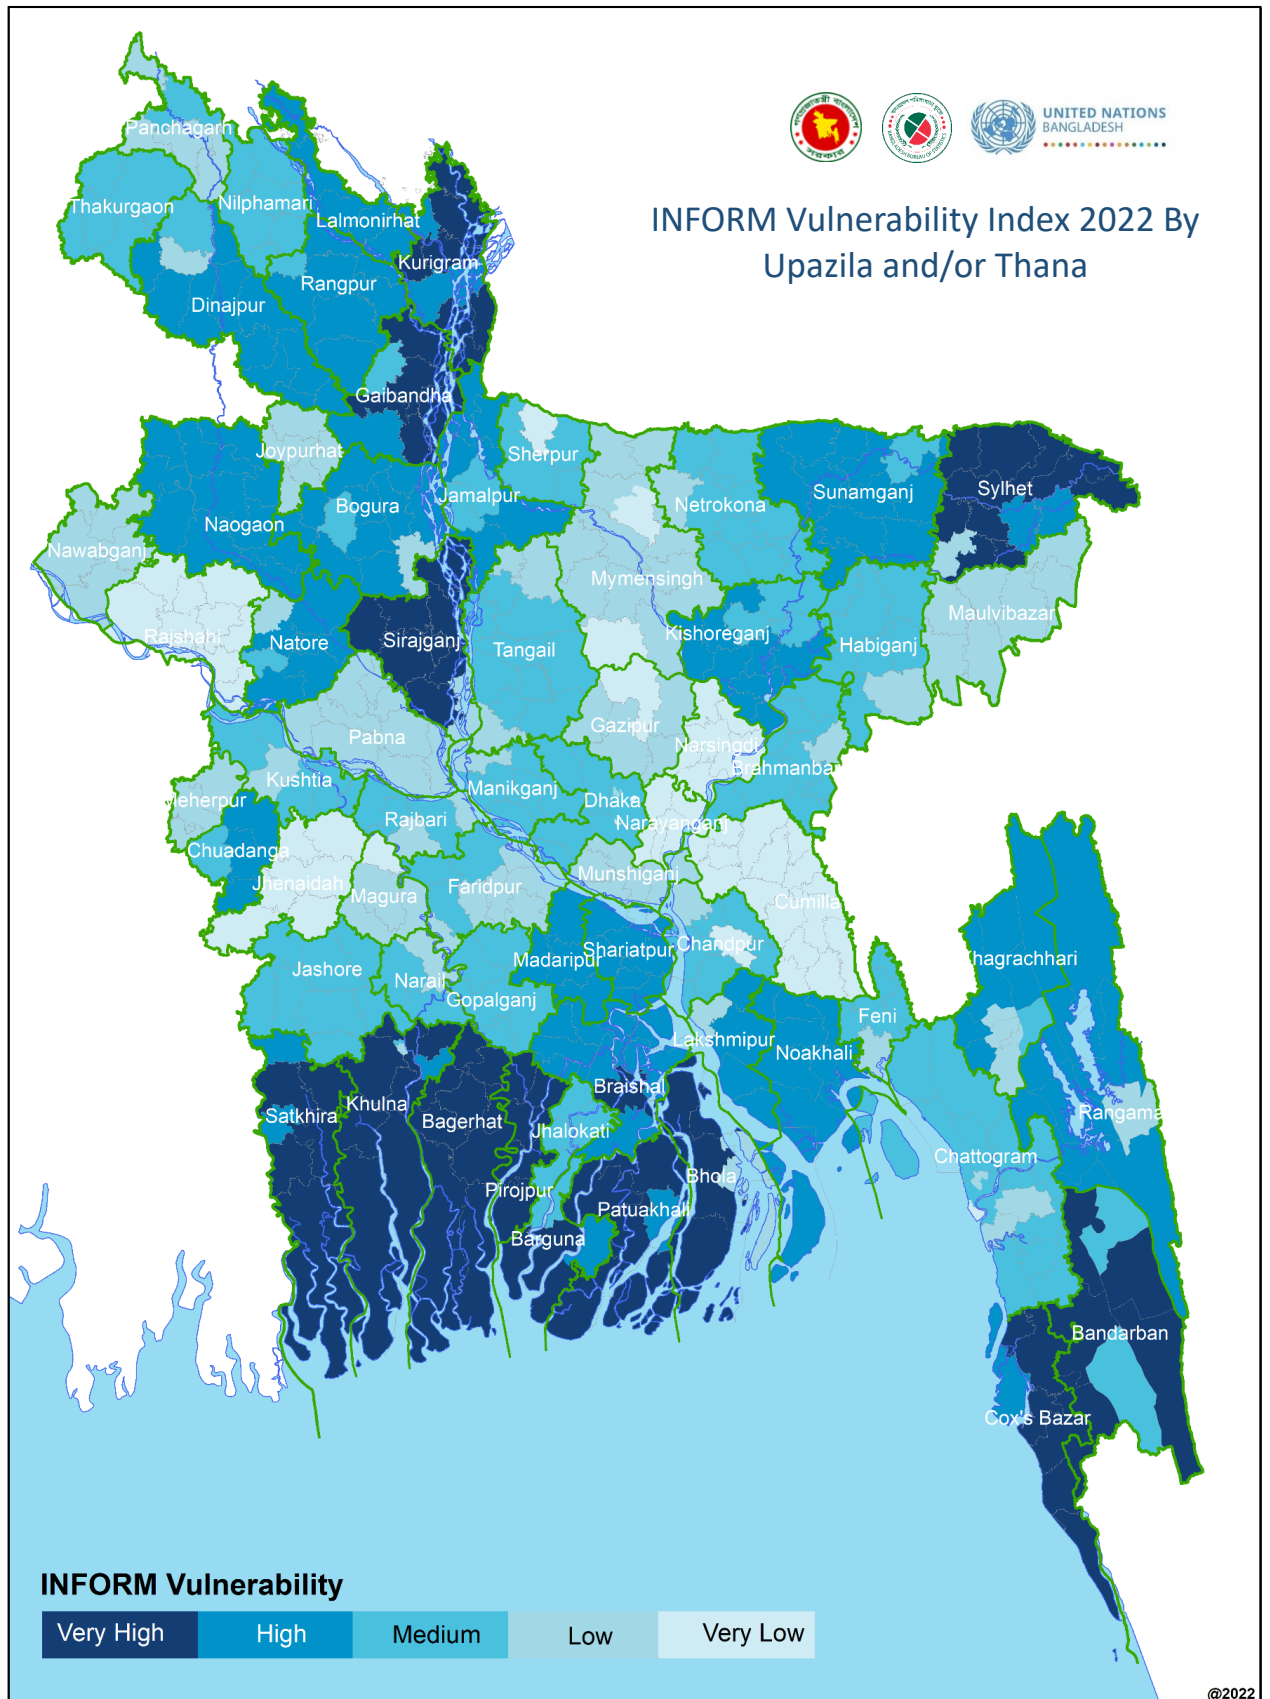 UNITED NATIONS
BANGLADESH
INFORM Vulnerability Index 2022 By
Upazila and/or Thana
Panchagarh
Thakurgaon
Nilphamari
Lalmonirhat
Kurigram
Rangpur
Dinajpur
Gaibandha
Joypurhat
Sherpur
Bogura
Jamalpur
Netrokona
Sunamganj
Sylhet
Naogaon
Nawabganj
Mymensingh
Maulvibazar
Rajshahi
Natore
Sirajganj
Tangail
Kishoreganj
Habiganj
Pabna
Gazipur
Narsingdi
Brahmanba
Kushtia
Manikganj
Meherpur
Dhaka
Rajbari
Narayanganj
Chuadanga
Jhenaidah
Magura
Faridpur
Munshiganj
Cumilla
Jashore
Narail
Madaripur
Shariatpur
Chandpur
hagrachhari
Gopalganj
Feni
Lakshmipur
Noakhali
Braishal
Satkhira
Khulna
Bagerhat
Jhalokati
Rangama
Chattogram
Bhola
Pirojpur
Patuakhali
Barguna
Bandarban
Cox's Bazar
INFORM Vulnerability
Very High
High
Medium
Low
Very Low
@2022